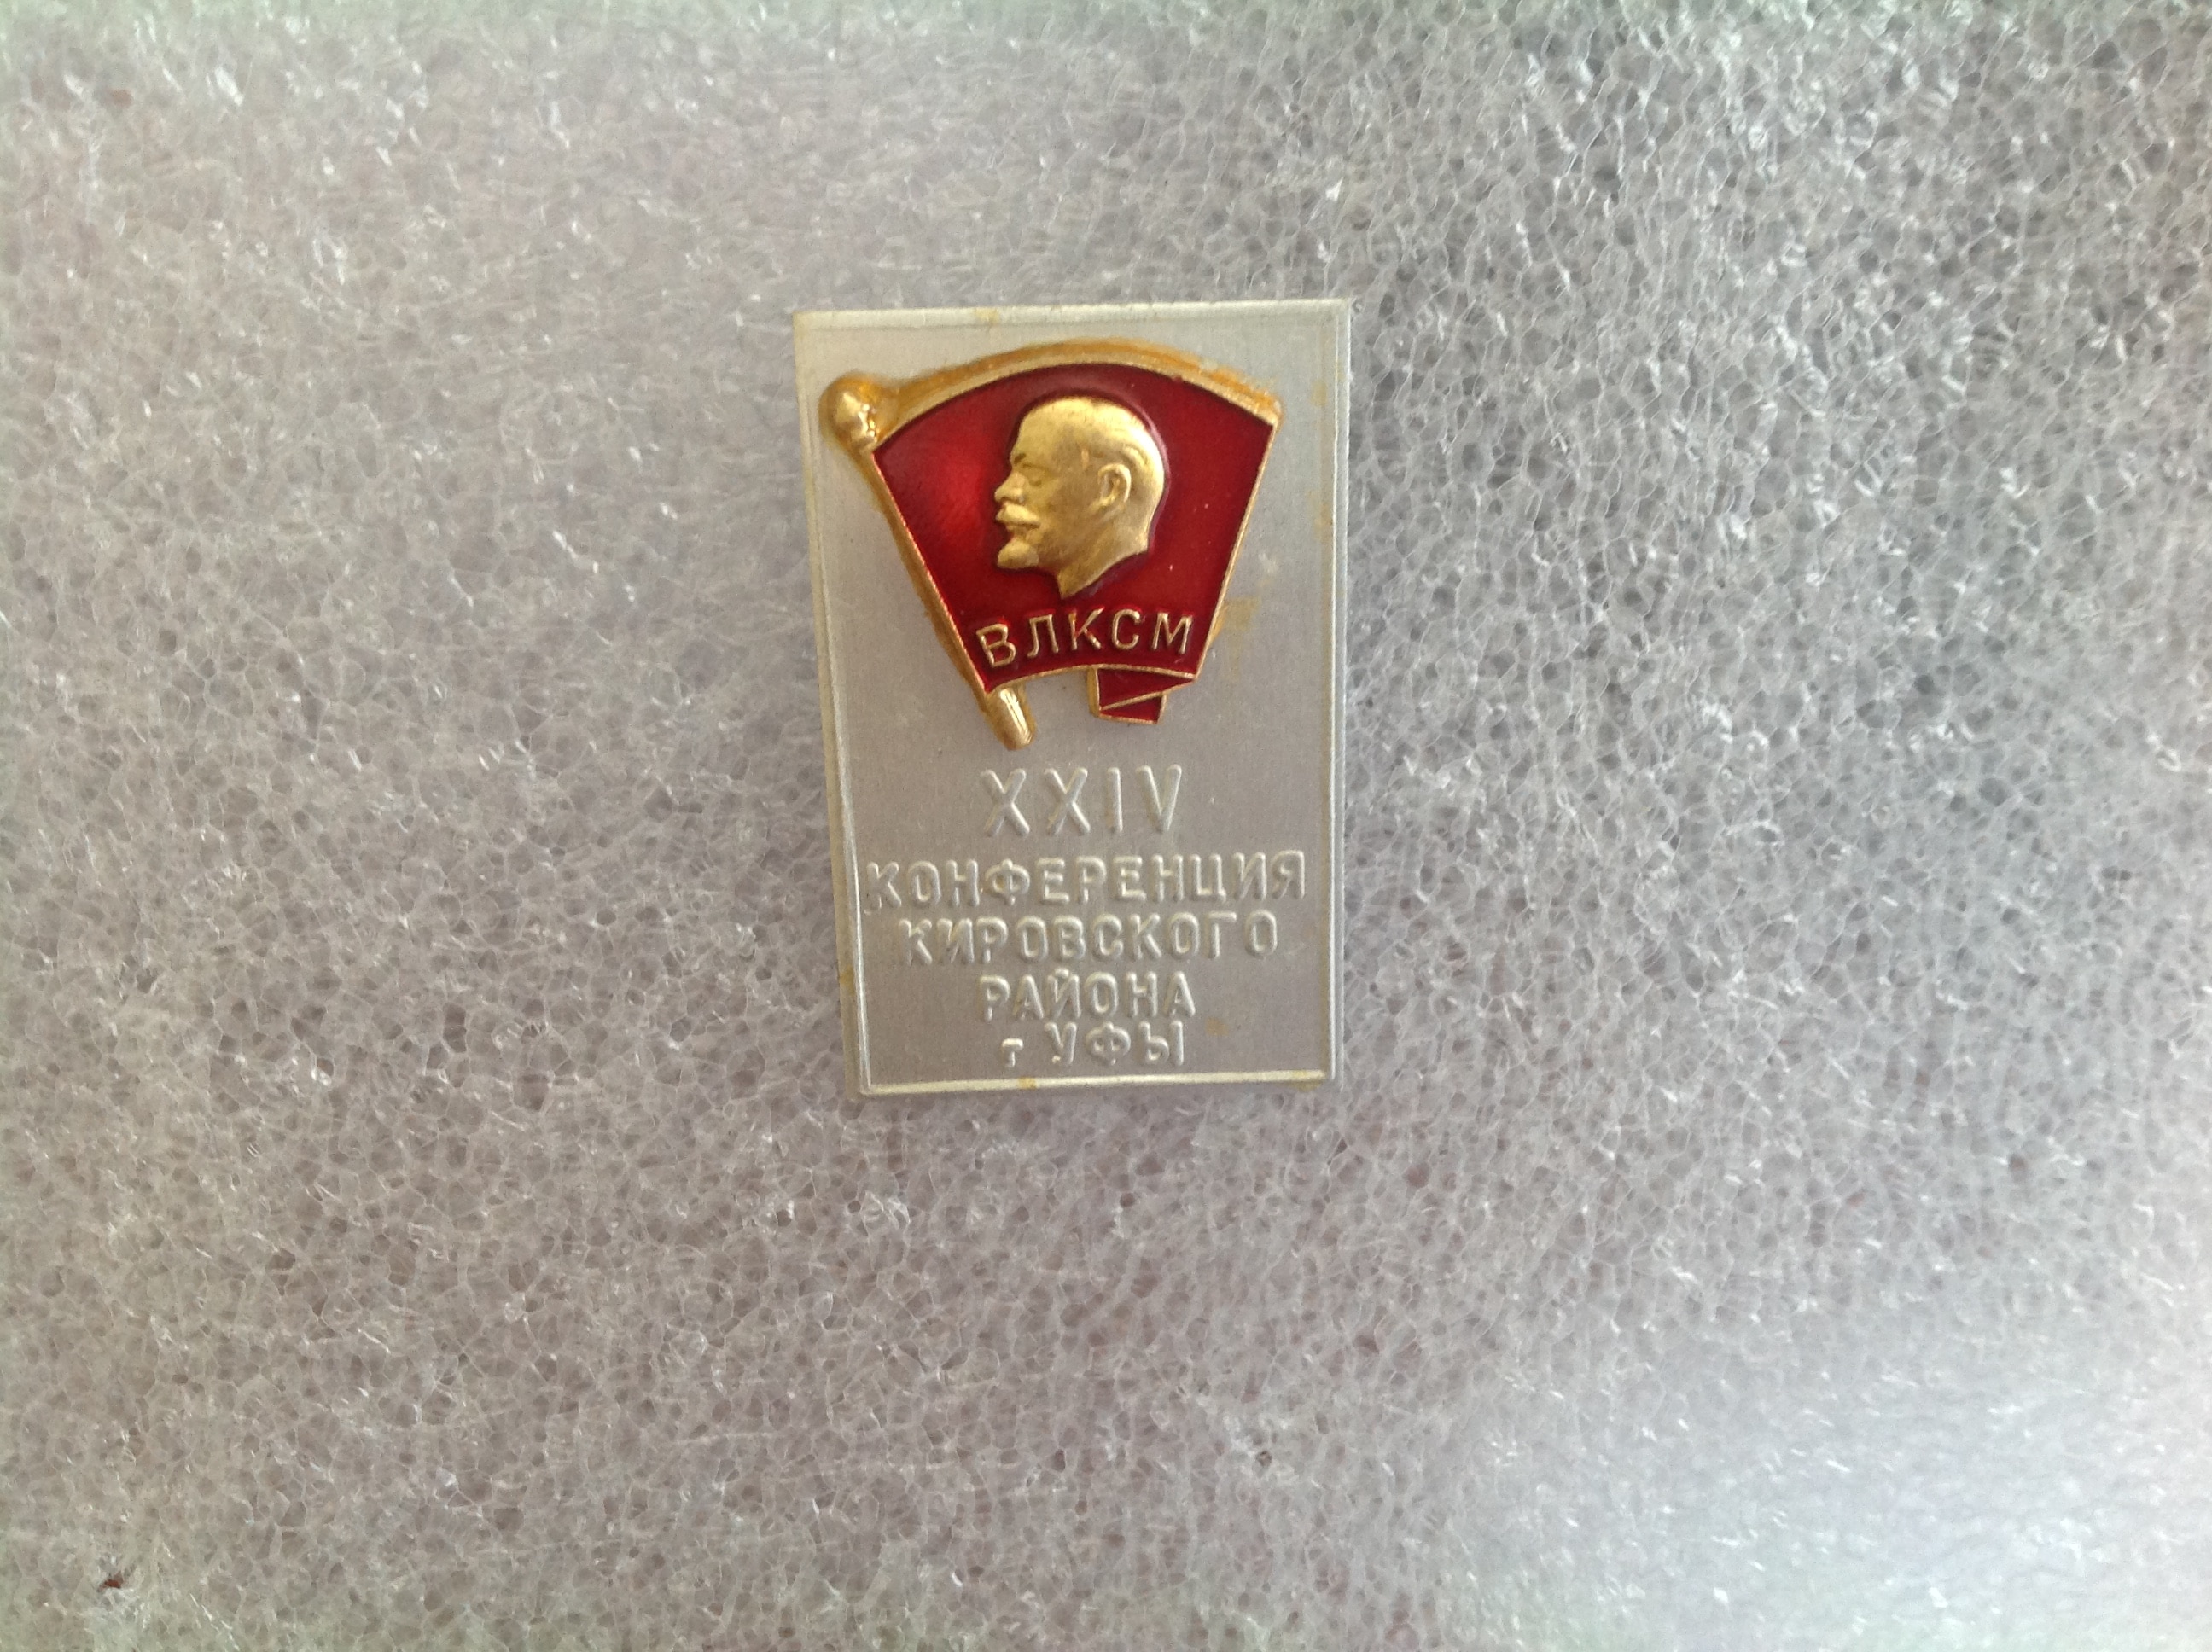 ВЛКСМ
XXIV
КОНФЕРЕНЦИЯ
КИРОВСКОГО
РАЙОНА
г УФЫ